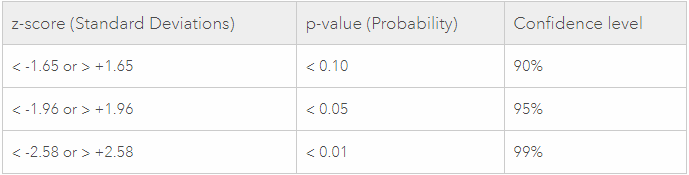 z-score (Standard Deviations) p-value (Probability) Confidence level
< -1.65 or > +1.65 < 0.10 90%
< -1.96 or > +1.96 < 0.05 95%
< -2.58 or > +2.58 < 0.01 99%